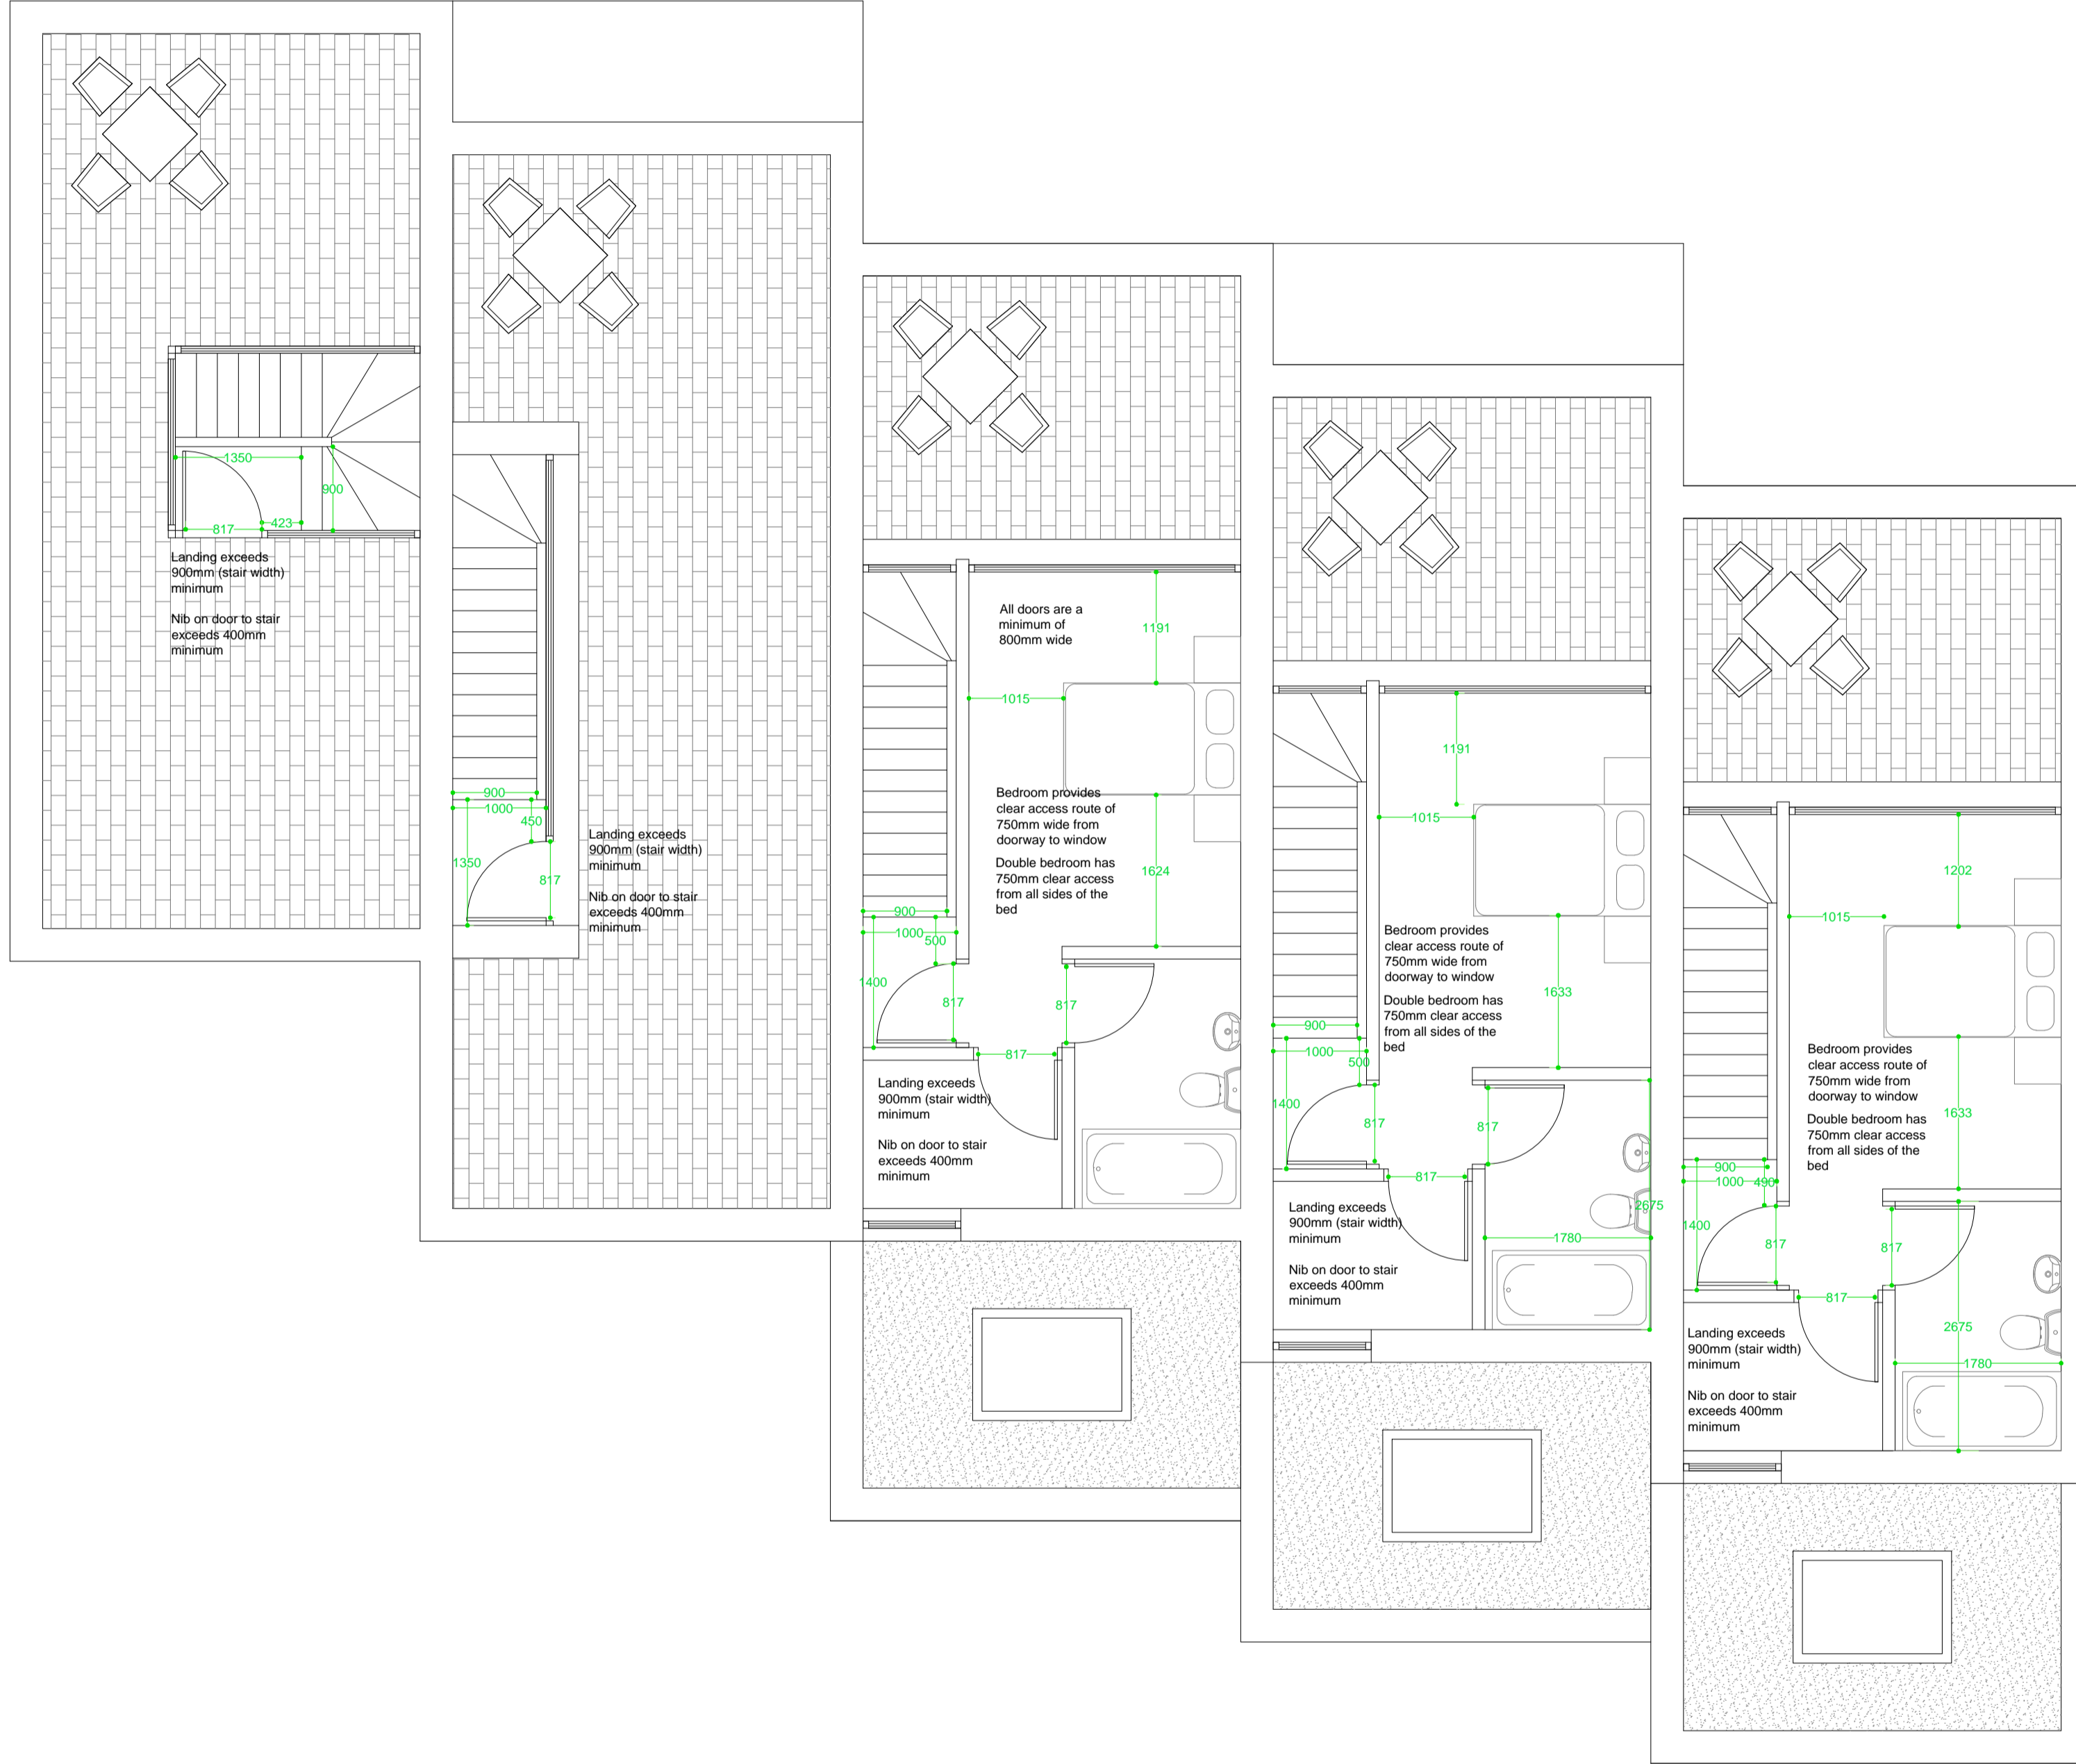 1350
900
817
423
Landing exceeds
900mm (stair width)
minimum
Nib on door to stair
exceeds 400mm
minimum
900
1000
450
1350
817
Landing exceeds
900mm (stair width)
minimum
Nib on door to stair
exceeds 400mm
minimum
All doors are a
minimum of
800mm wide
1191
1015
Bedroom provides
clear access route of
750mm wide from
doorway to window
Double bedroom has
750mm clear access
from all sides of the
bed
1624
900
1000
500
1400
817
817
817
Landing exceeds
900mm (stair width)
minimum
Nib on door to stair
exceeds 400mm
minimum
1191
1015
Bedroom provides
clear access route of
750mm wide from
doorway to window
Double bedroom has
750mm clear access
from all sides of the
bed
1633
900
1000
500
1400
817
817
817
2675
1780
Landing exceeds
900mm (stair width)
minimum
Nib on door to stair
exceeds 400mm
minimum
1202
1015
Bedroom provides
clear access route of
750mm wide from
doorway to window
Double bedroom has
750mm clear access
from all sides of the
bed
1633
900
1000
490
1400
817
817
817
2675
1780
Landing exceeds
900mm (stair width)
minimum
Nib on door to stair
exceeds 400mm
minimum